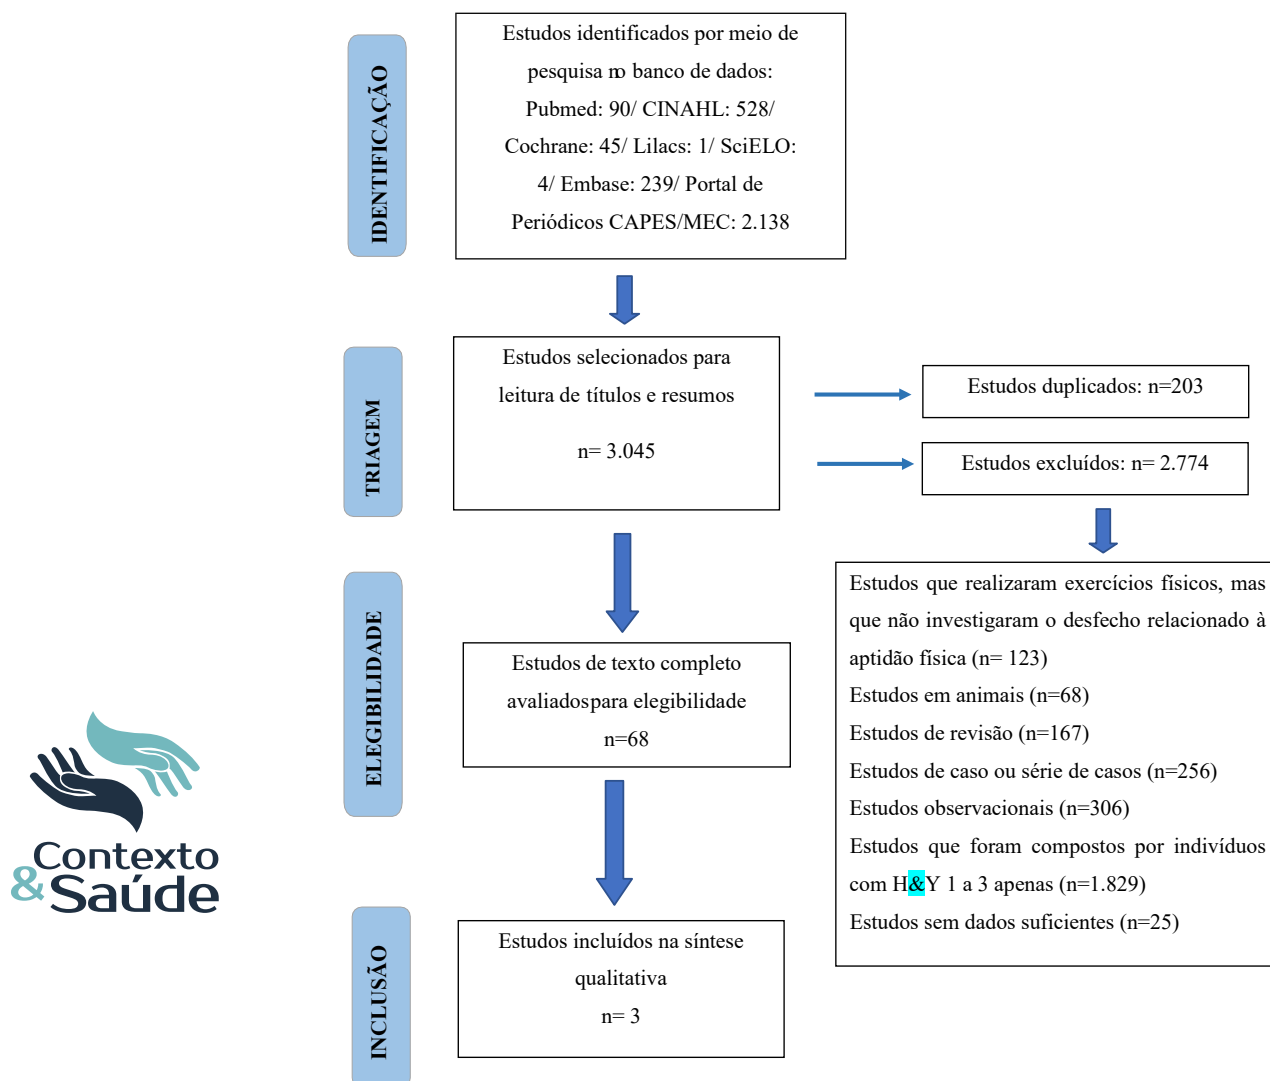 IDENTIFICAÇÃO
Estudos identificados por meio de
pesquisa no banco de dados:
Pubmed: 90/ CINAHL: 528/
Cochrane: 45/ Lilacs: 1/ SciELO:
4/ Embase: 239/ Portal de
Periódicos CAPES/MEC: 2.138
TRIAGEM
Estudos selecionados para
leitura de títulos e resumos
n= 3.045
Estudos duplicados: n=203
Estudos excluídos: n= 2.774
ELEGIBILIDADE
Estudos de texto completo
avaliadospara elegibilidade
n=68
Estudos que realizaram exercícios físicos, mas
que não investigaram o desfecho relacionado à
aptidão física (n= 123)
Estudos em animais (n=68)
Estudos de revisão (n=167)
Estudos de caso ou série de casos (n=256)
Estudos observacionais (n=306)
Estudos que foram compostos por indivíduos
com H&Y 1 a 3 apenas (n=1.829)
Estudos sem dados suficientes (n=25)
Contexto
&Saúde
INCLUSÃO
Estudos incluídos na síntese
qualitativa
n= 3